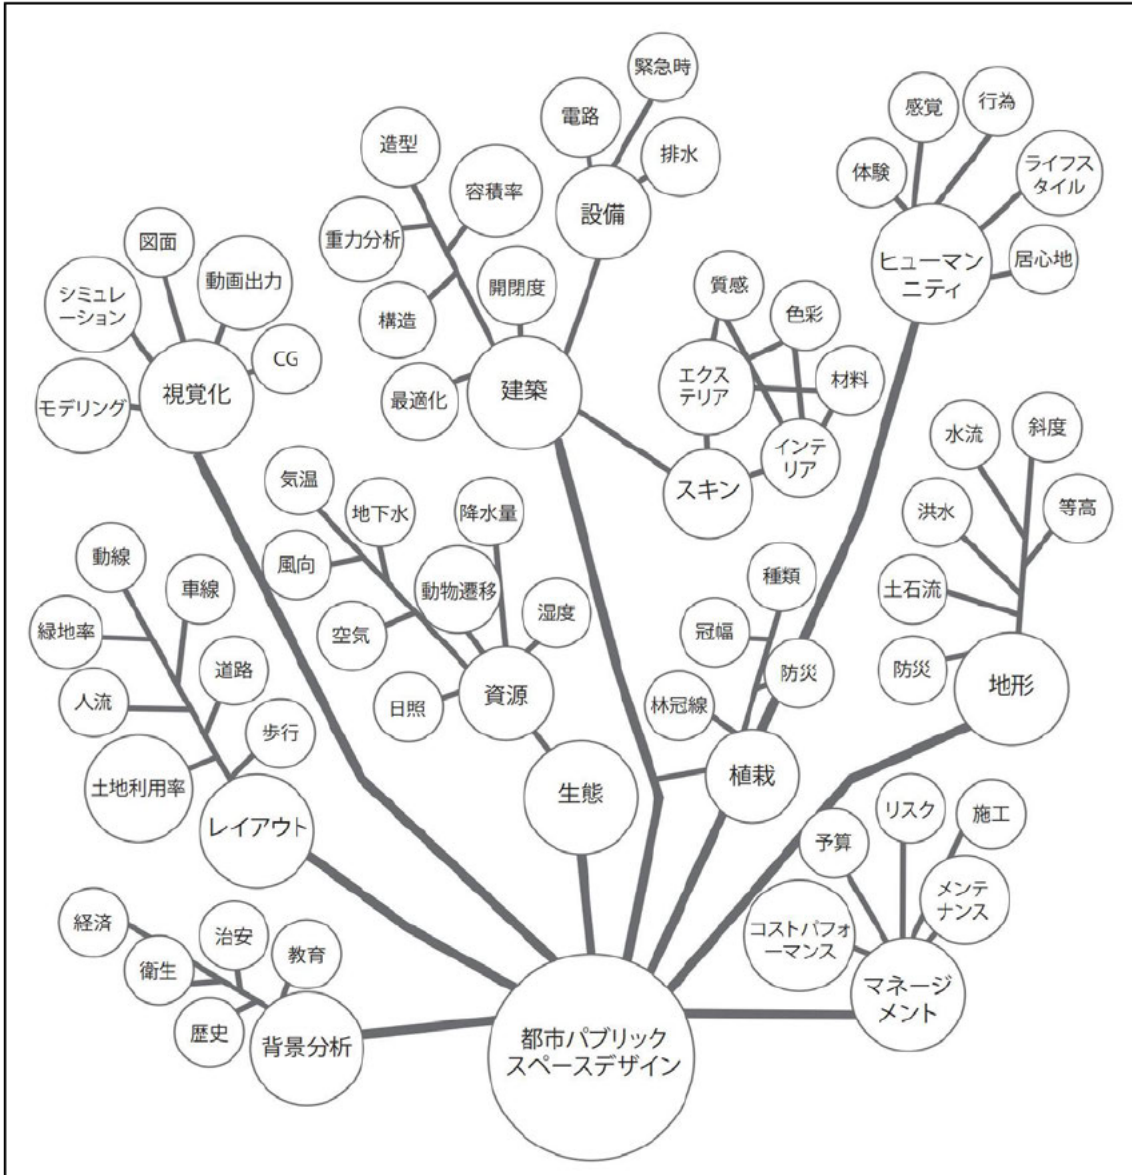 緊急時
電路
排水
設備
造型
容積率
重力分析
構造
開閉度
最適化
建築
感覚
行為
体験
ライフス
タイル
居心地
ヒューマン
ニティ
図面
動画出力
シミュレ
ーション
CG
モデリング
視覚化
質感
色彩
エクス
テリア
材料
インテ
リア
スキン
水流
斜度
洪水
等高
土石流
防災
地形
気温
地下水
降水量
風向
動物遷移
空気
湿度
日照
資源
生態
種類
冠幅
防災
林冠線
植栽
動線
車線
緑地率
道路
人流
歩行
土地利用率
レイアウト
予算
リスク
施工
メンテ
ナンス
コストパフォ
ーマンス
マネージ
メント
経済
治安
教育
衛生
歴史
背景分析
都市パブリック
スペースデザイン